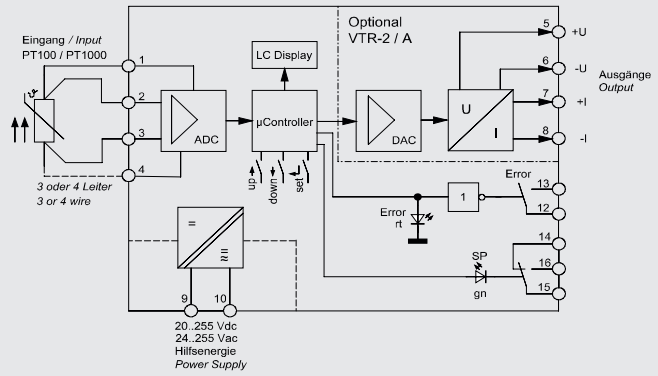 Optional
VTR-2 / A
Eingang / Input
PT100 / PT1000
1
2
3
4
ϑ
3 oder 4 Leiter
3 or 4 wire
ADC
LC Display
µController
up
down
set
DAC
U
I
5
+U
6
-U
7
+I
8
-I
Ausgänge
Output
Error
rt
1
Error
13
12
14
16
15
SP
gn
=
≅
9
10
20..255 Vdc
24..255 Vac
Hilfsenergie
Power Supply